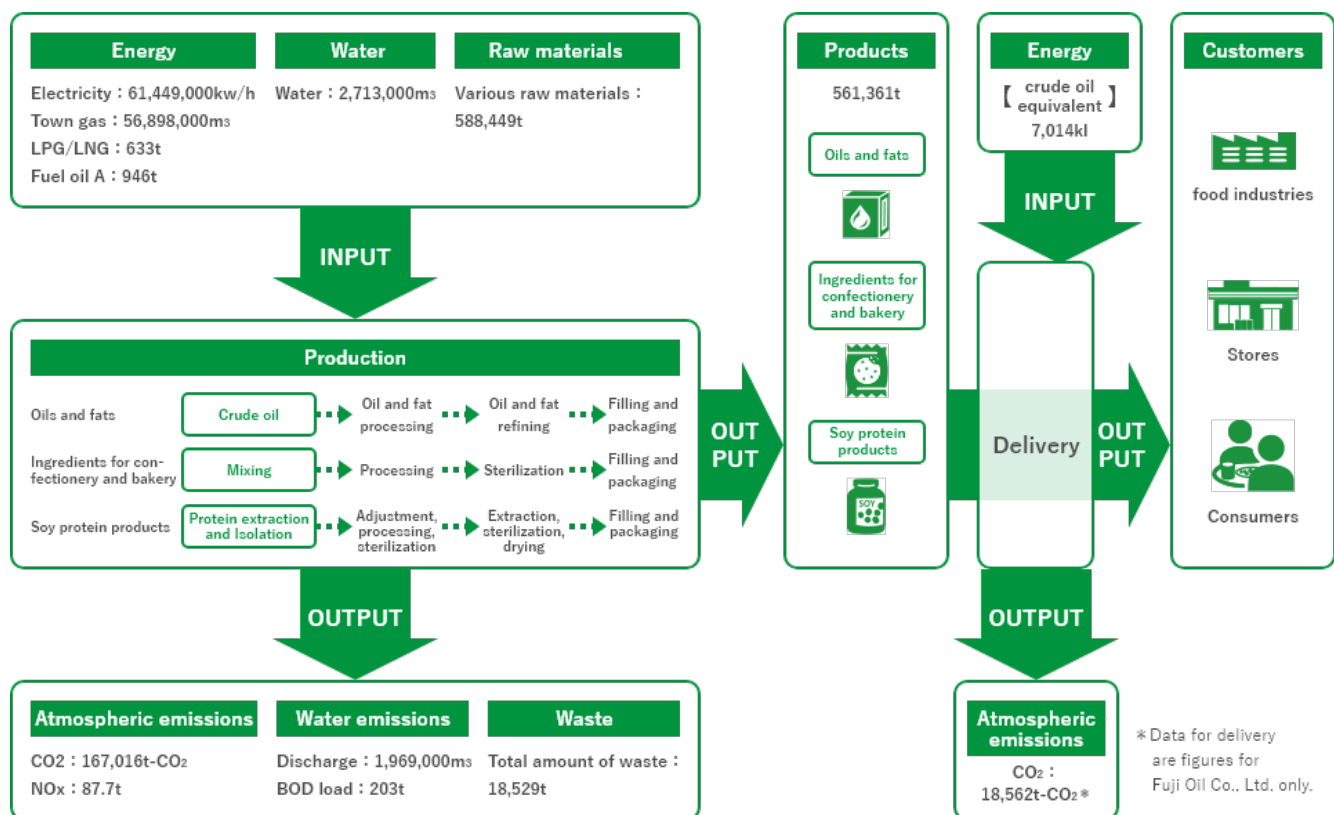 Energy
Electricity：61,449,000kw/h
Town gas：56,898,000m3
LPG/LNG：633t
Fuel oil A：946t
Water
Water：2,713,000m3
Raw materials
Various raw materials：
588,449t
INPUT
Production
Oils and fats
Crude oil
Oil and fat
processing
Oil and fat
refining
Filling and
packaging
Ingredients for con-
fectionery and bakery
Mixing
Processing
Sterilization
Filling and
packaging
Soy protein products
Protein extraction
and Isolation
Adjustment,
processing,
sterilization
Extraction,
sterilization,
drying
Filling and
packaging
OUTPUT
Atmospheric emissions
CO2：167,016t-CO₂
NOx：87.7t
Water emissions
Discharge：1,969,000m3
BOD load：203t
Waste
Total amount of waste：
18,529t
OUT
PUT
Products
561,361t
Oils and fats
Ingredients for
confectionery
and bakery
Soy protein
products
SOY
Energy
【 crude oil
equivalent 】
7,014kl
INPUT
Delivery
OUT
PUT
OUTPUT
Atmospheric
emissions
CO₂：
18,562t-CO₂＊
＊Data for delivery
are figures for
Fuji Oil Co., Ltd. only.
Customers
food industries
Stores
Consumers